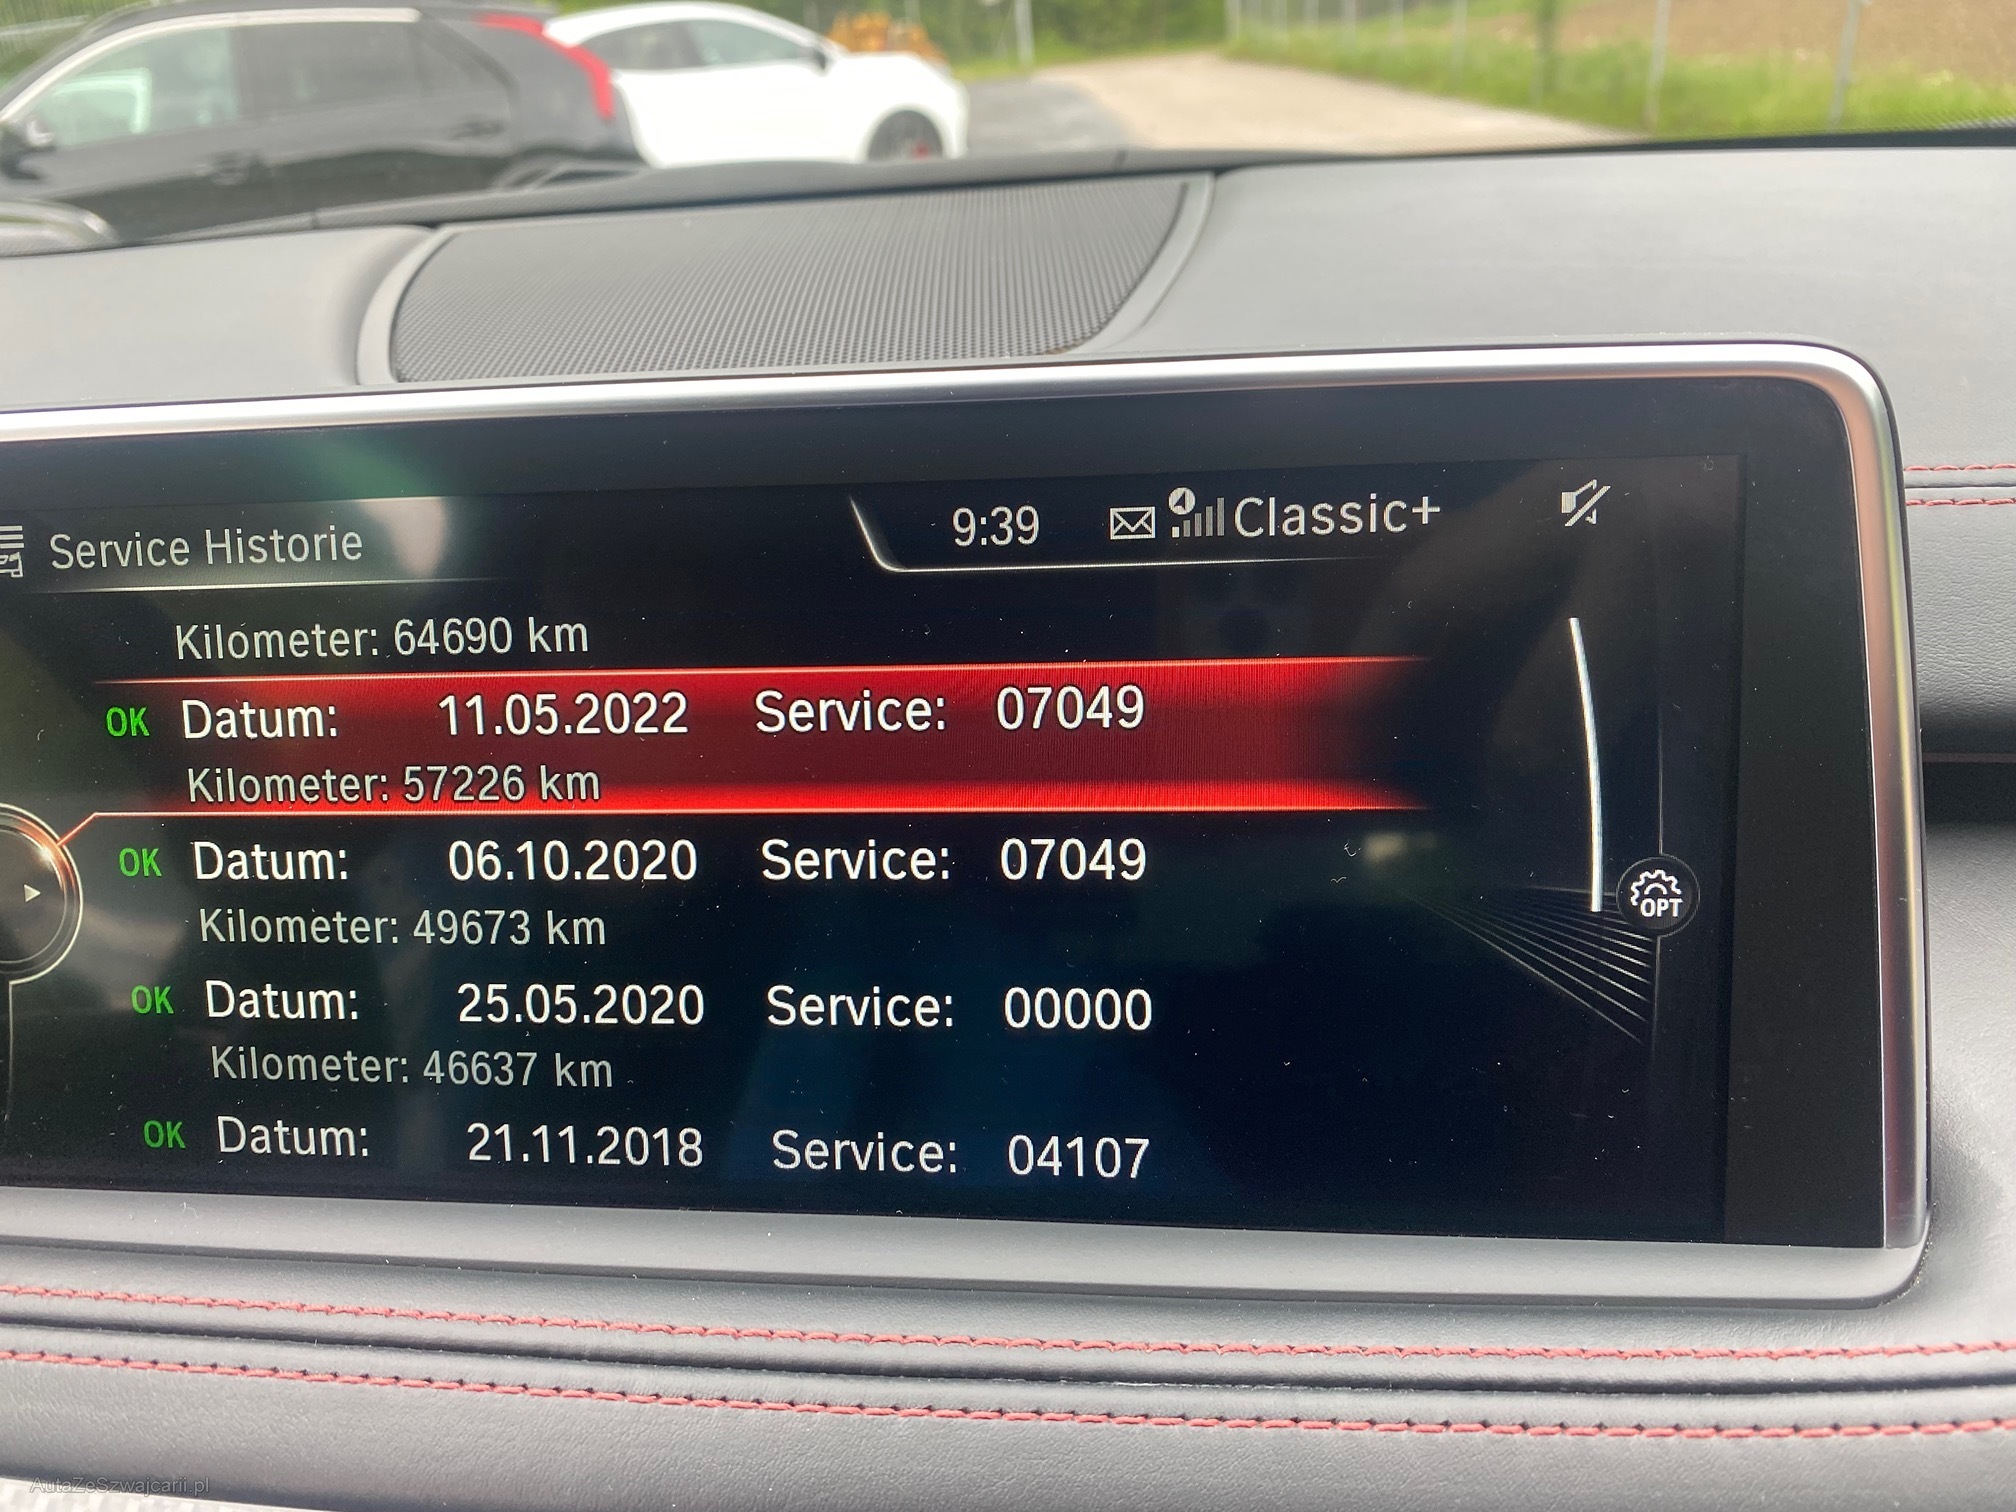 Service Historie
9:39 Classic+
Kilometer: 64690 km
OK Datum: 11.05.2022 Service: 07049
Kilometer: 57226 km
OK Datum: 06.10.2020 Service: 07049
Kilometer: 49673 km
OPT
OK Datum: 25.05.2020 Service: 00000
Kilometer: 46637 km
OK Datum: 21.11.2018 Service: 04107
AutaZeSzwajcarii.pl